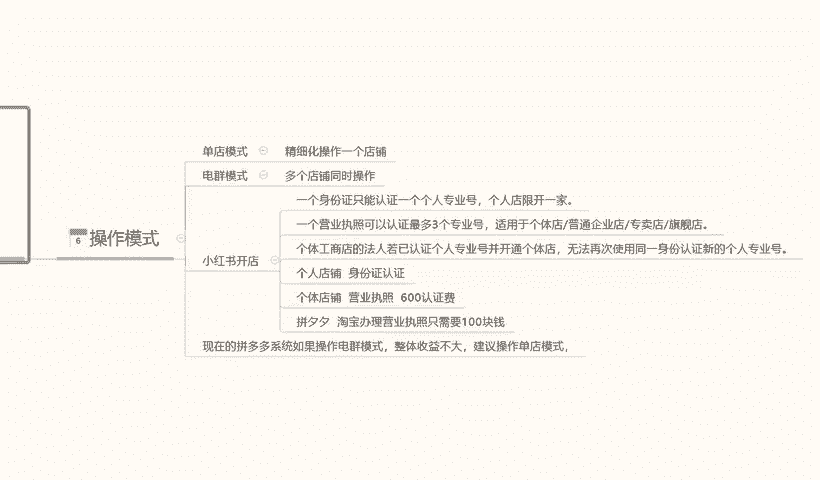 单店模式
精细化操作一个店铺
电群模式
多个店铺同时操作
一个身份证只能认证一个个人专业号，个人店限开一家。
一个营业执照可以认证最多3个专业号，适用于个体店/普通企业店/专卖店/旗舰店。
6
操作模式
个体工商店的法人若已认证个人专业号并开通个体店，无法再次使用同一身份认证新的个人专业号。
小红书开店
个人店铺 身份证认证
个体店铺 营业执照 600认证费
拼夕夕 淘宝办理营业执照只需要100块钱
现在的拼多多系统如果操作电群模式，整体收益不大，建议操作单店模式，